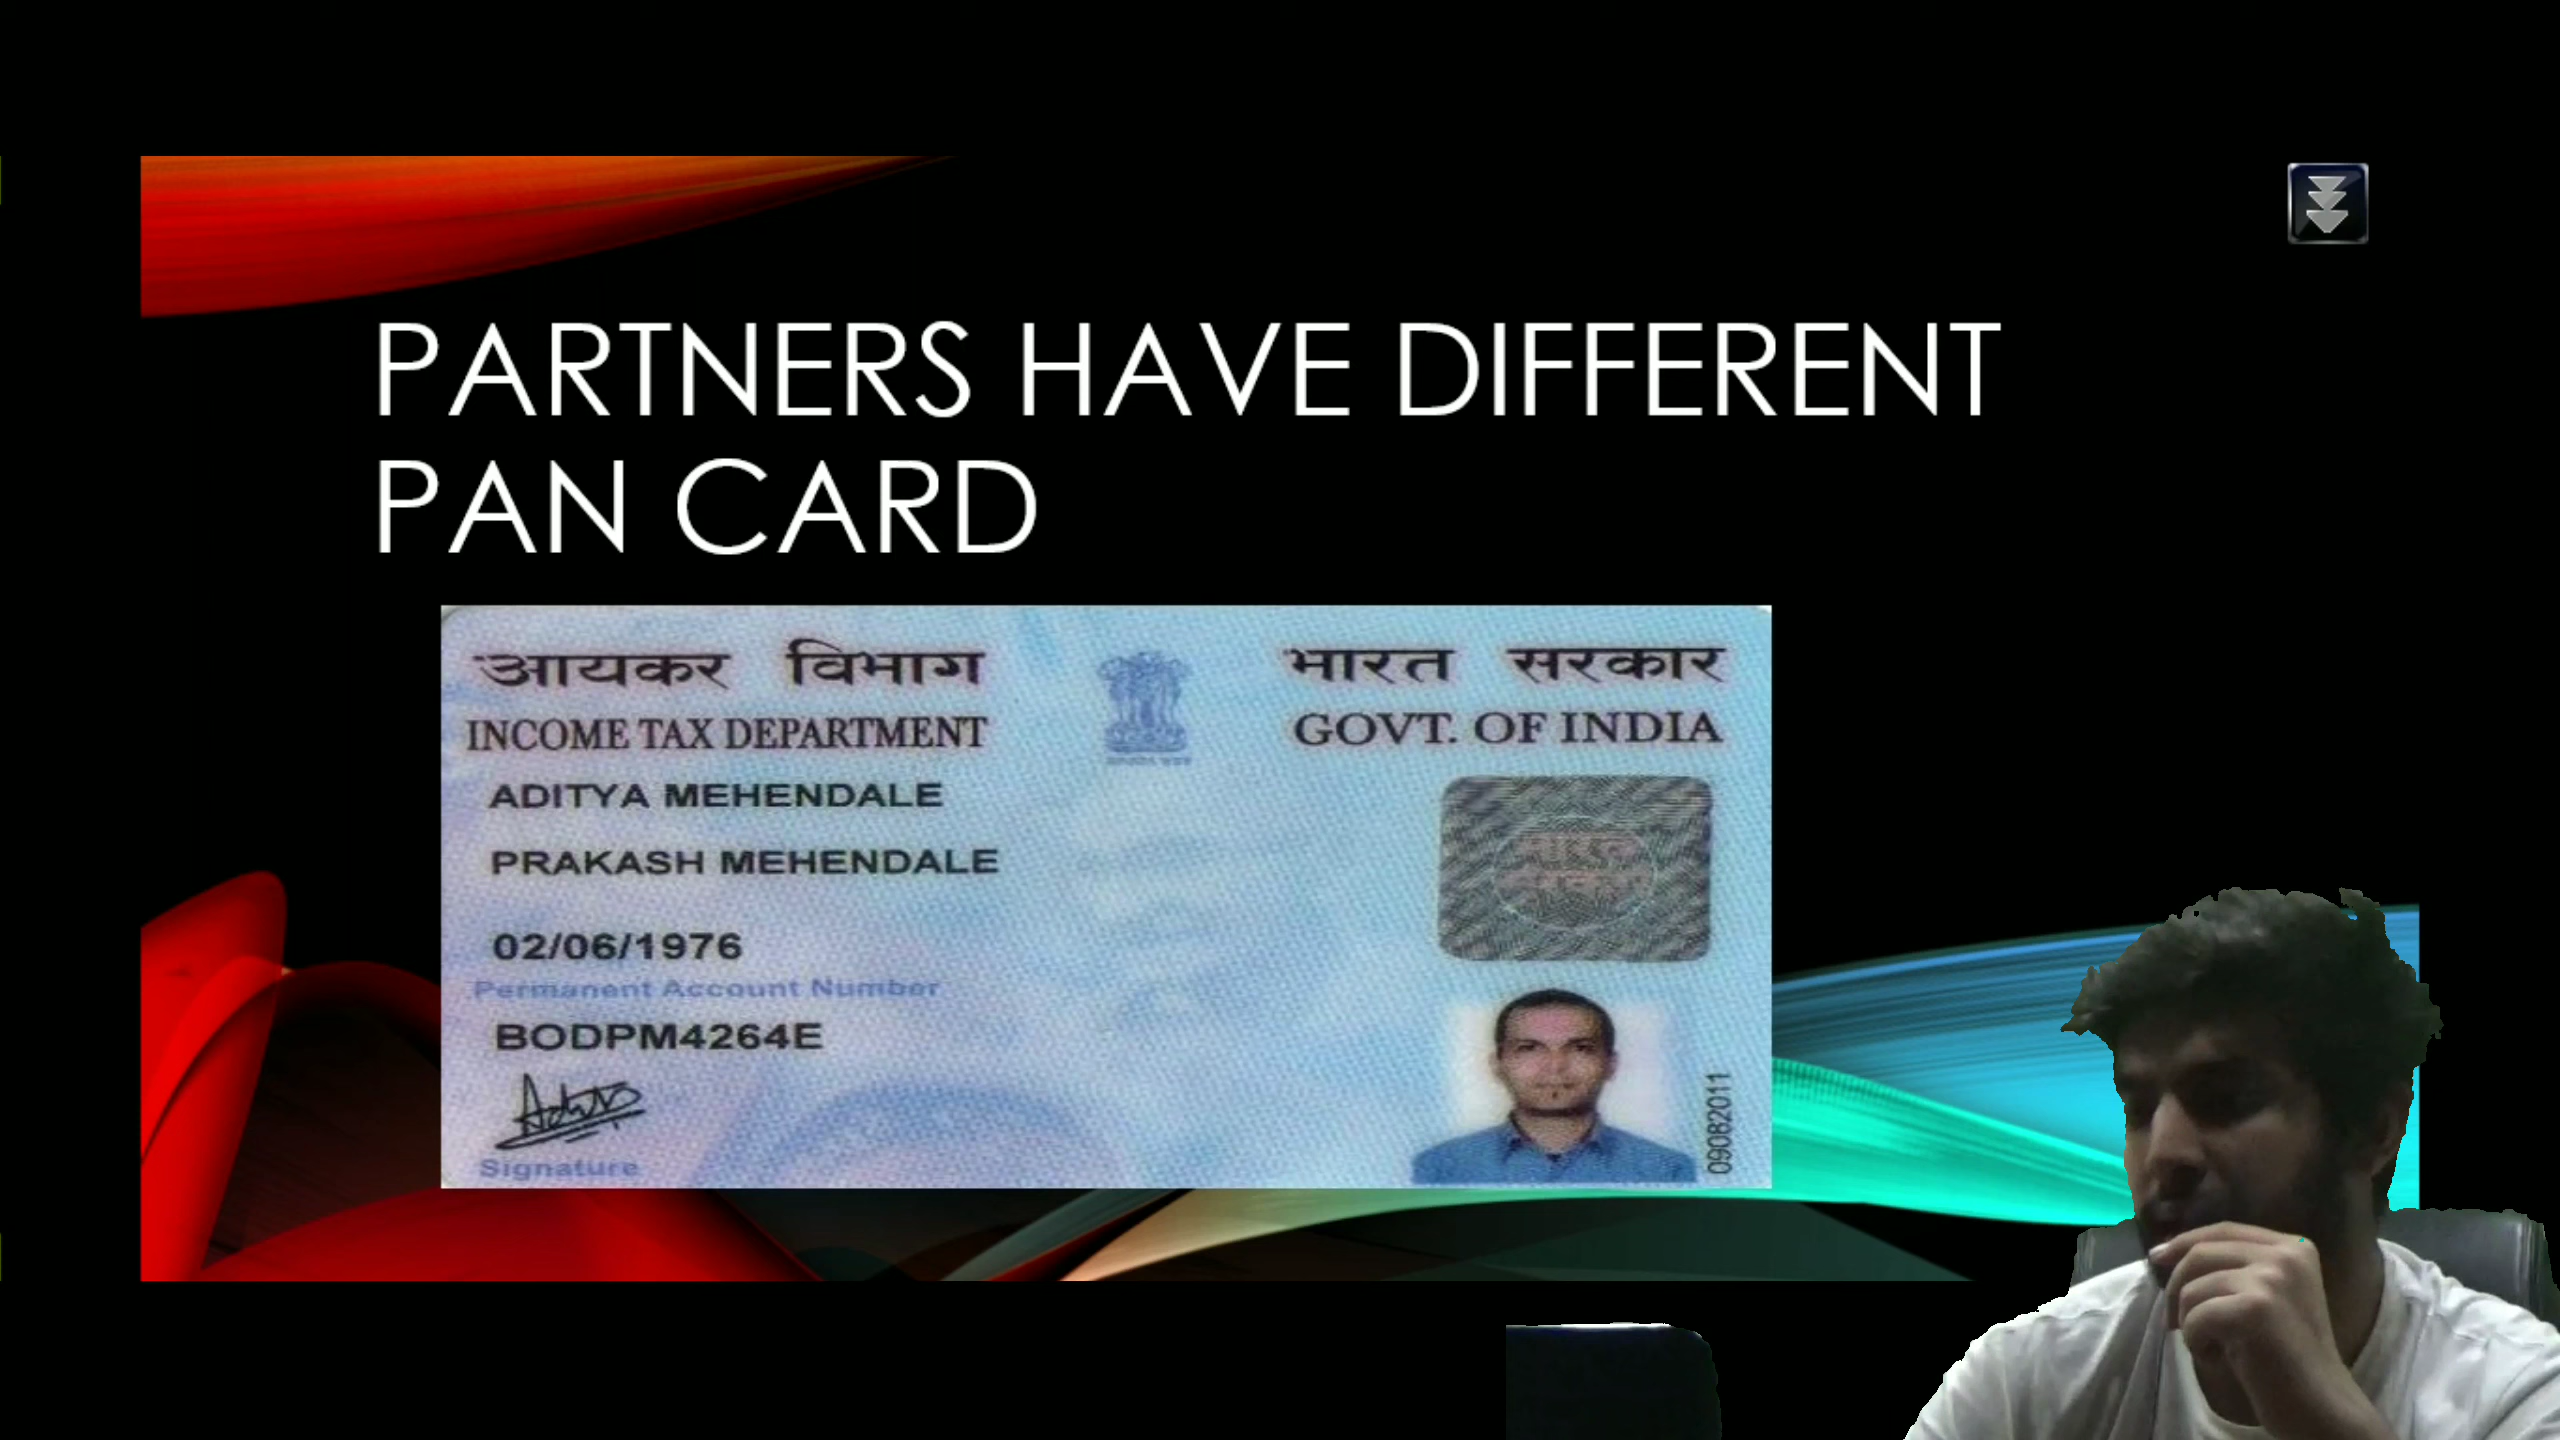 PARTNERS HAVE DIFFERENT
PAN CARD
आयकर विभाग
भारत सरकार
INCOME TAX DEPARTMENT
GOVT. OF INDIA
ADITYA MEHENDALE
PRAKASH MEHENDALE
02/06/1976
Permanent Account Number
BODPM4264E
Signature
09082011